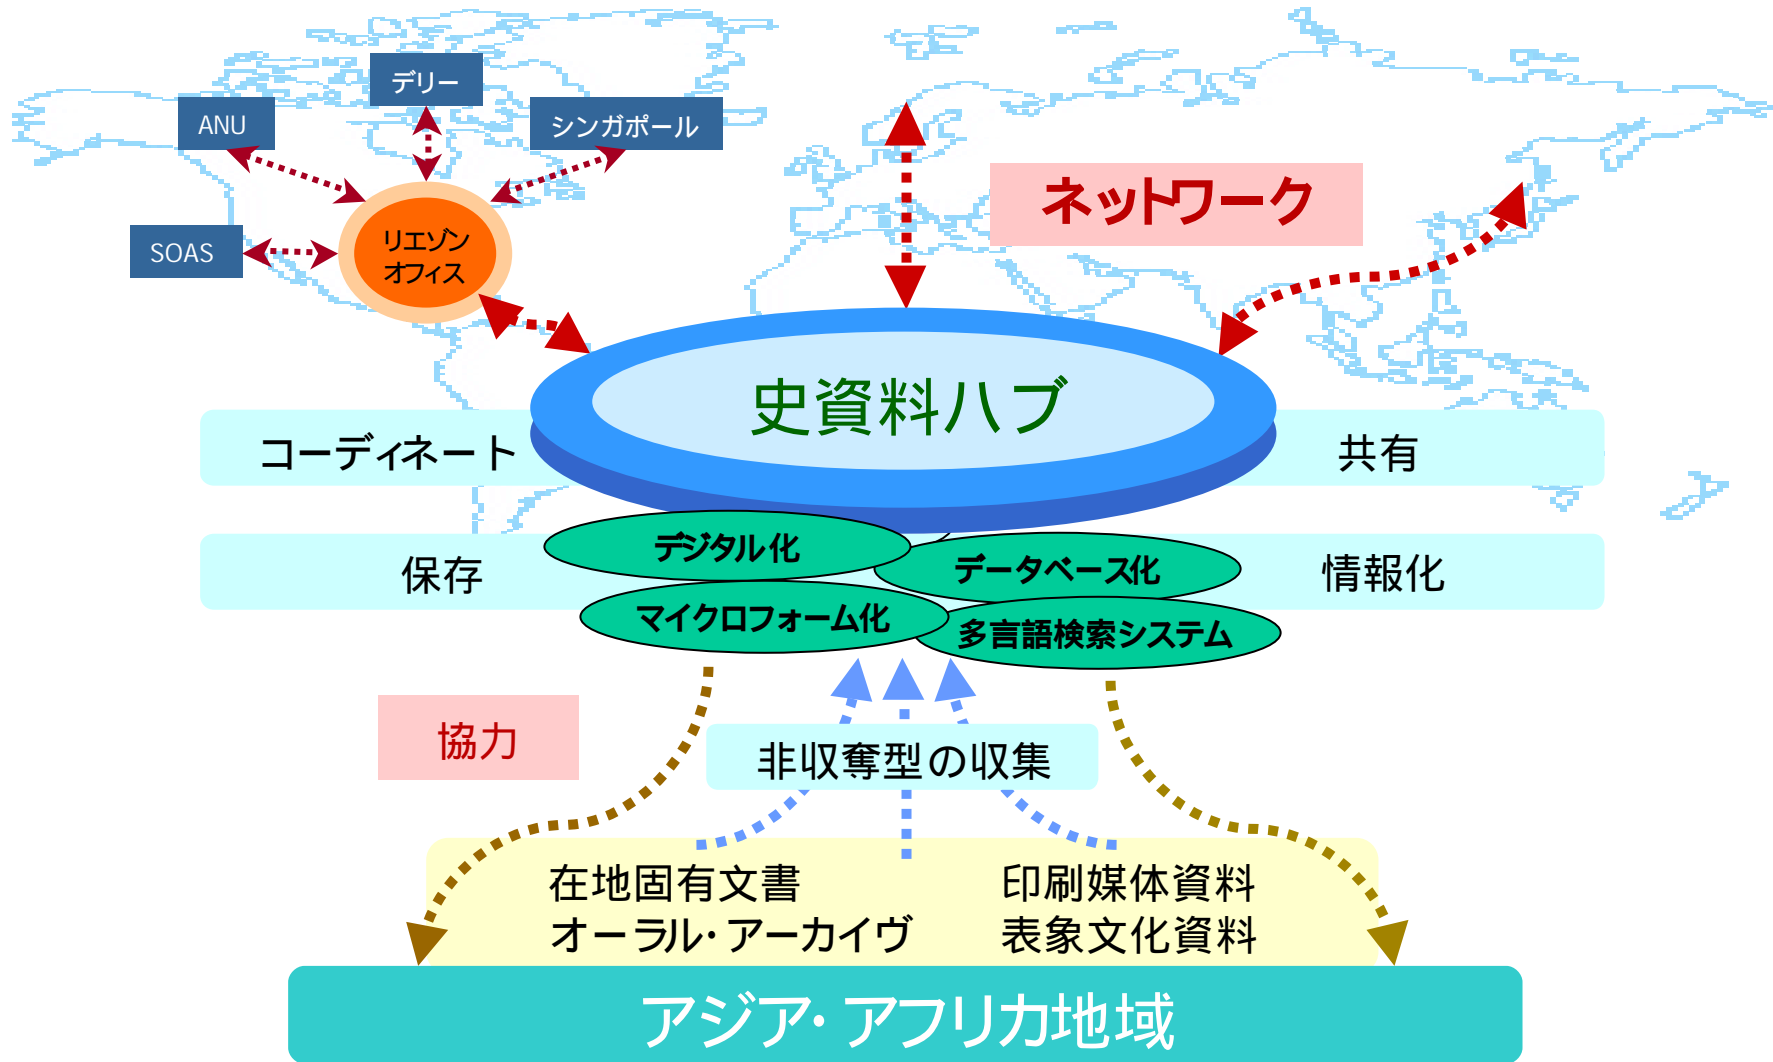 デリー
ANU
シンガポール
ネットワーク
SOAS
リエゾン
オフィス
史資料ハブ
コーディネート
共有
デジタル化
データベース化
保存
情報化
マイクロフォーム化
多言語検索システム
協力
非収奪型の収集
在地固有文書
オーラル・アーカイヴ
印刷媒体資料
表象文化資料
アジア・アフリカ地域